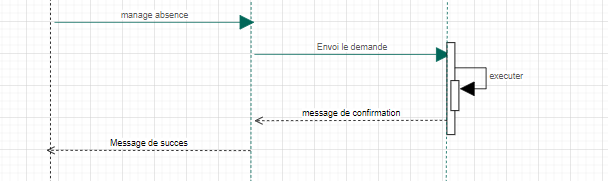 manage absence
Envoi le demande
executer
message de confirmation
Message de succes